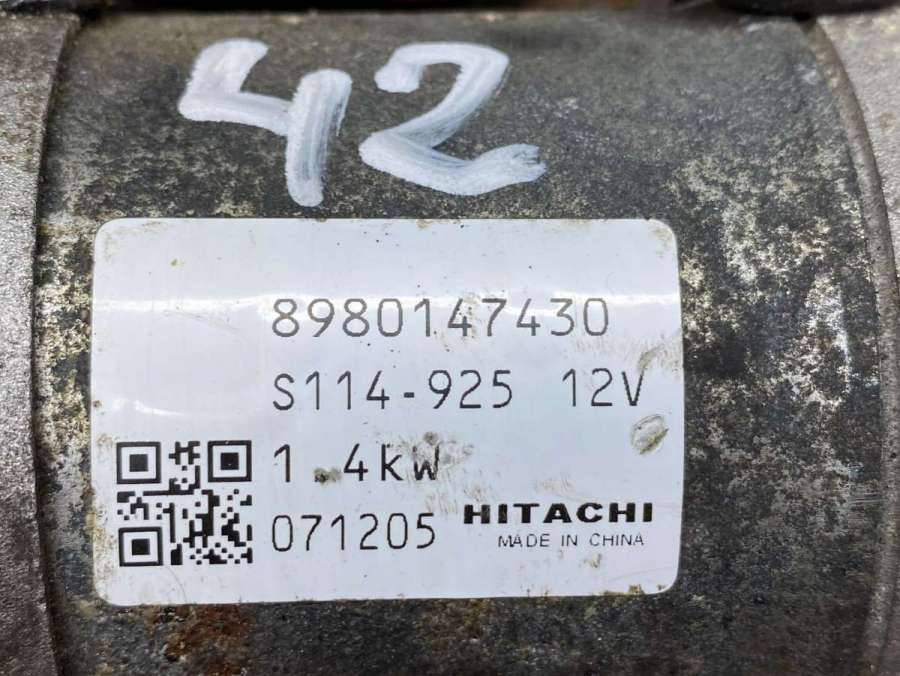 42
8980147430
S114-925 12V
1.4kW
071205 HITACHI
MADE IN CHINA